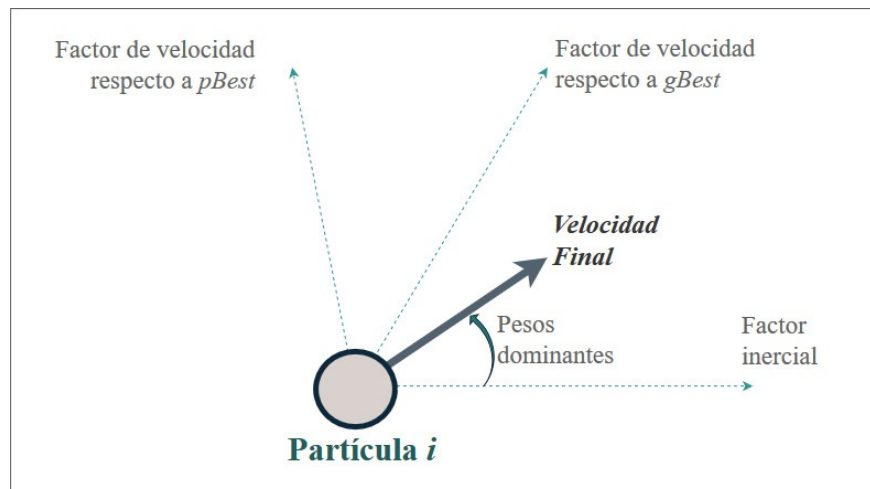 Factor de velocidad
respecto a pBest
Factor de velocidad
respecto a gBest
Velocidad
Final
Pesos
dominantes
Factor
inercial
Partícula i